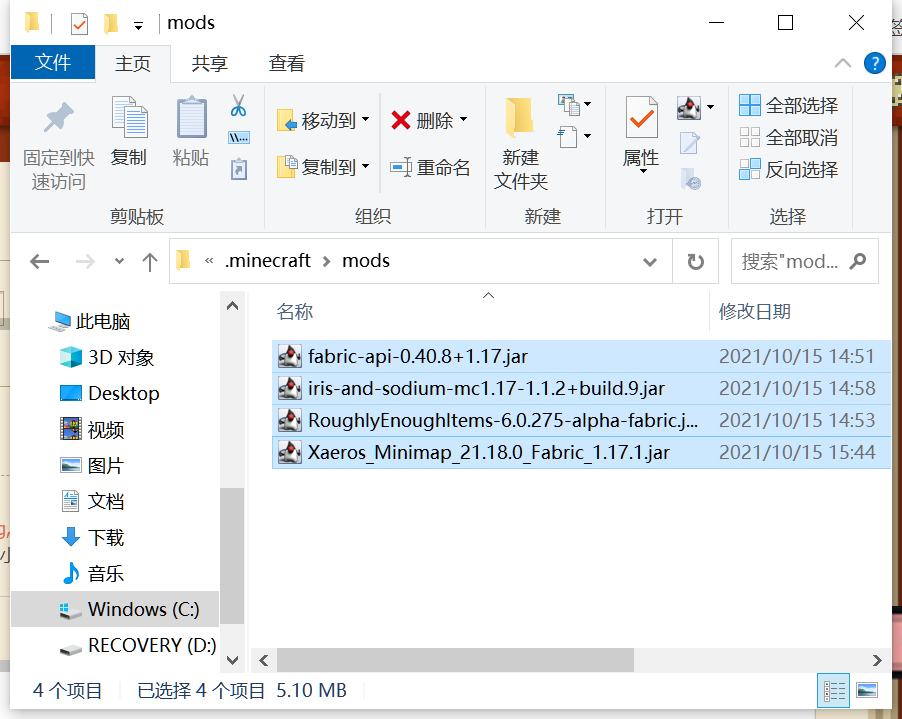 mods
文件 主页 共享 查看
固定到快速访问 复制 粘贴
移动到 复制到 删除 重命名
新建文件夹
属性
全部选择
全部取消
反向选择
剪贴板 组织 新建 打开 选择
« .minecraft › mods
搜索"mod...
名称 修改日期
此电脑
3D 对象
Desktop
视频
图片
文档
下载
音乐
Windows (C:)
RECOVERY (D:)
fabric-api-0.40.8+1.17.jar 2021/10/15 14:51
iris-and-sodium-mc1.17-1.1.2+build.9.jar 2021/10/15 14:58
RoughlyEnoughItems-6.0.275-alpha-fabric.j... 2021/10/15 14:53
Xaeros_Minimap_21.18.0_Fabric_1.17.1.jar 2021/10/15 15:44
4 个项目 已选择 4 个项目 5.10 MB